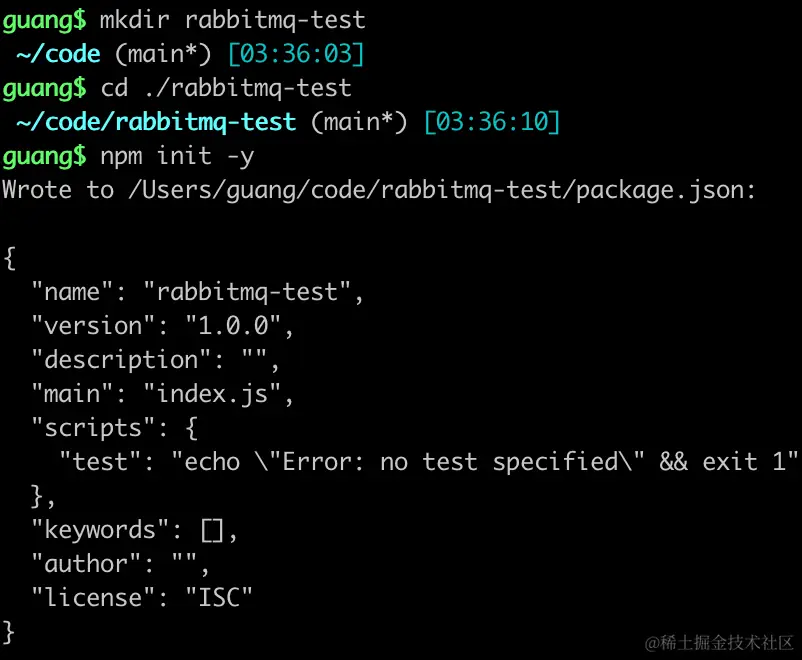 guang$ mkdir rabbitmq-test
~/code (main*) [03:36:03]
guang$ cd ./rabbitmq-test
~/code/rabbitmq-test (main*) [03:36:10]
guang$ npm init -y
Wrote to /Users/guang/code/rabbitmq-test/package.json:
{
  "name": "rabbitmq-test",
  "version": "1.0.0",
  "description": "",
  "main": "index.js",
  "scripts": {
    "test": "echo \"Error: no test specified\" && exit 1"
  },
  "keywords": [],
  "author": "",
  "license": "ISC"
}
@稀土掘金技术社区